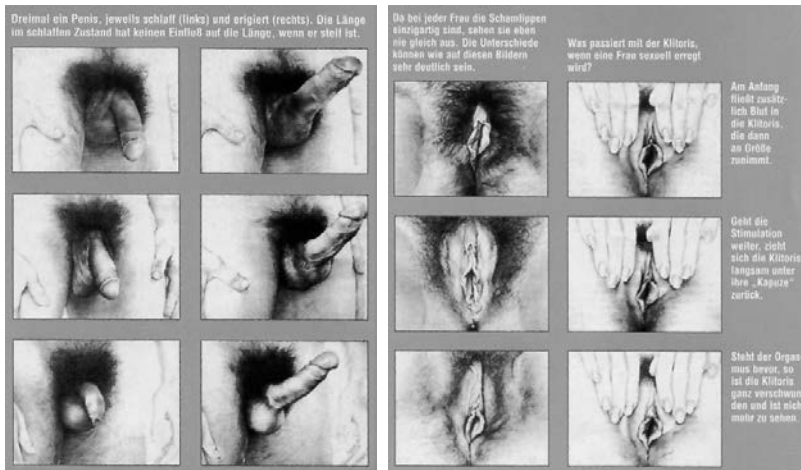 Dreimal ein Penis, jeweils schlaff (links) und erigiert (rechts). Die Länge
im schlaffen Zustand hat keinen Einfluß auf die Länge, wenn er steif ist.
Da bei jeder Frau die Schamlippen
einzigartig sind, sehen sie eben
nie gleich aus. Die Unterschiede
können wie auf diesen Bildern
sehr deutlich sein.
Was passiert mit der Klitoris,
wenn eine Frau sexuell erregt
wird?
Am Anfang
fließt zusätz-
lich Blut in
die Klitoris,
die dann
an Größe
zunimmt.
Geht die
Stimulation
weiter, zieht
sich die Klitoris
langsam unter
ihre „Kapuze"
zurück.
Steht der Orgas
mus bevor, so
ist die Klitoris
ganz verschwun
den und ist nich
mehr zu sehen.